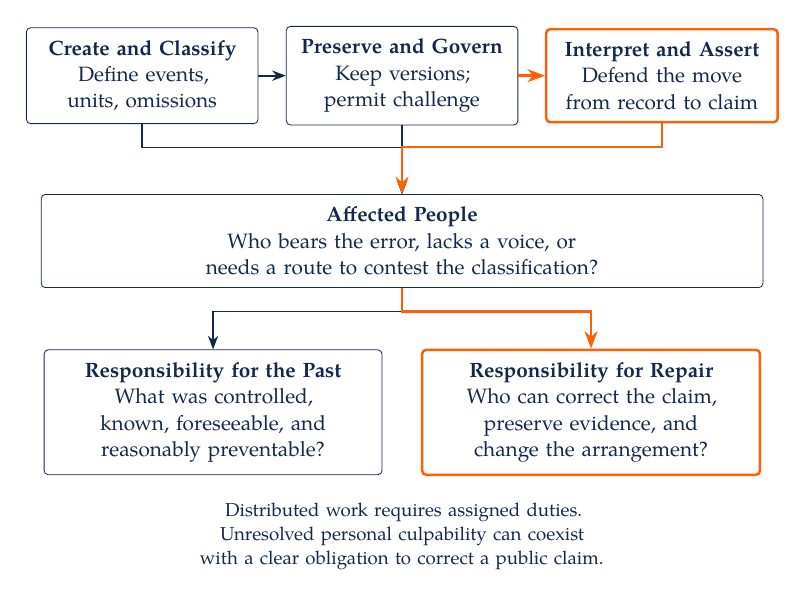 Create and Classify
Define events,
units, omissions
Preserve and Govern
Keep versions;
permit challenge
Interpret and Assert
Defend the move
from record to claim
Affected People
Who bears the error, lacks a voice, or
needs a route to contest the classification?
Responsibility for the Past
What was controlled,
known, foreseeable, and
reasonably preventable?
Responsibility for Repair
Who can correct the claim,
preserve evidence, and
change the arrangement?
Distributed work requires assigned duties.
Unresolved personal culpability can coexist
with a clear obligation to correct a public claim.